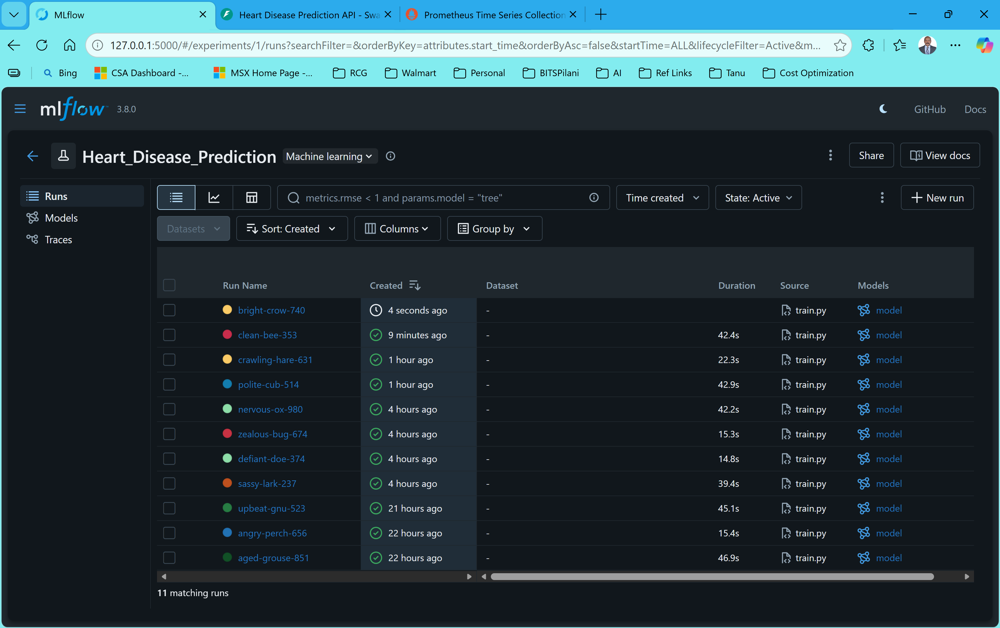 MLflow
Heart Disease Prediction API - Swa
Prometheus Time Series Collection
127.0.0.1:5000/#/experiments/1/runs?searchFilter=&orderByKey=attributes.start_time&orderByAsc=false&startTime=ALL&lifecycleFilter=Active&m...
Bing
CSA Dashboard -...
MSX Home Page -...
RCG
Walmart
Personal
BITSPilani
AI
Ref Links
Tanu
Cost Optimization
mlflow™ 3.8.0
GitHub
Docs
Heart_Disease_Prediction
Machine learning
Share
View docs
Runs
Models
Traces
metrics.rmse < 1 and params.model = "tree"
Time created
State: Active
New run
Datasets
Sort: Created
Columns
Group by
Run Name Created Dataset Duration Source Models
bright-crow-740 4 seconds ago - train.py model
clean-bee-353 9 minutes ago - 42.4s train.py model
crawling-hare-631 1 hour ago - 22.3s train.py model
polite-cub-514 1 hour ago - 42.9s train.py model
nervous-ox-980 4 hours ago - 42.2s train.py model
zealous-bug-674 4 hours ago - 15.3s train.py model
defiant-doe-374 4 hours ago - 14.8s train.py model
sassy-lark-237 4 hours ago - 39.4s train.py model
upbeat-gnu-523 21 hours ago - 45.1s train.py model
angry-perch-656 22 hours ago - 15.4s train.py model
aged-grouse-851 22 hours ago - 46.9s train.py model
11 matching runs